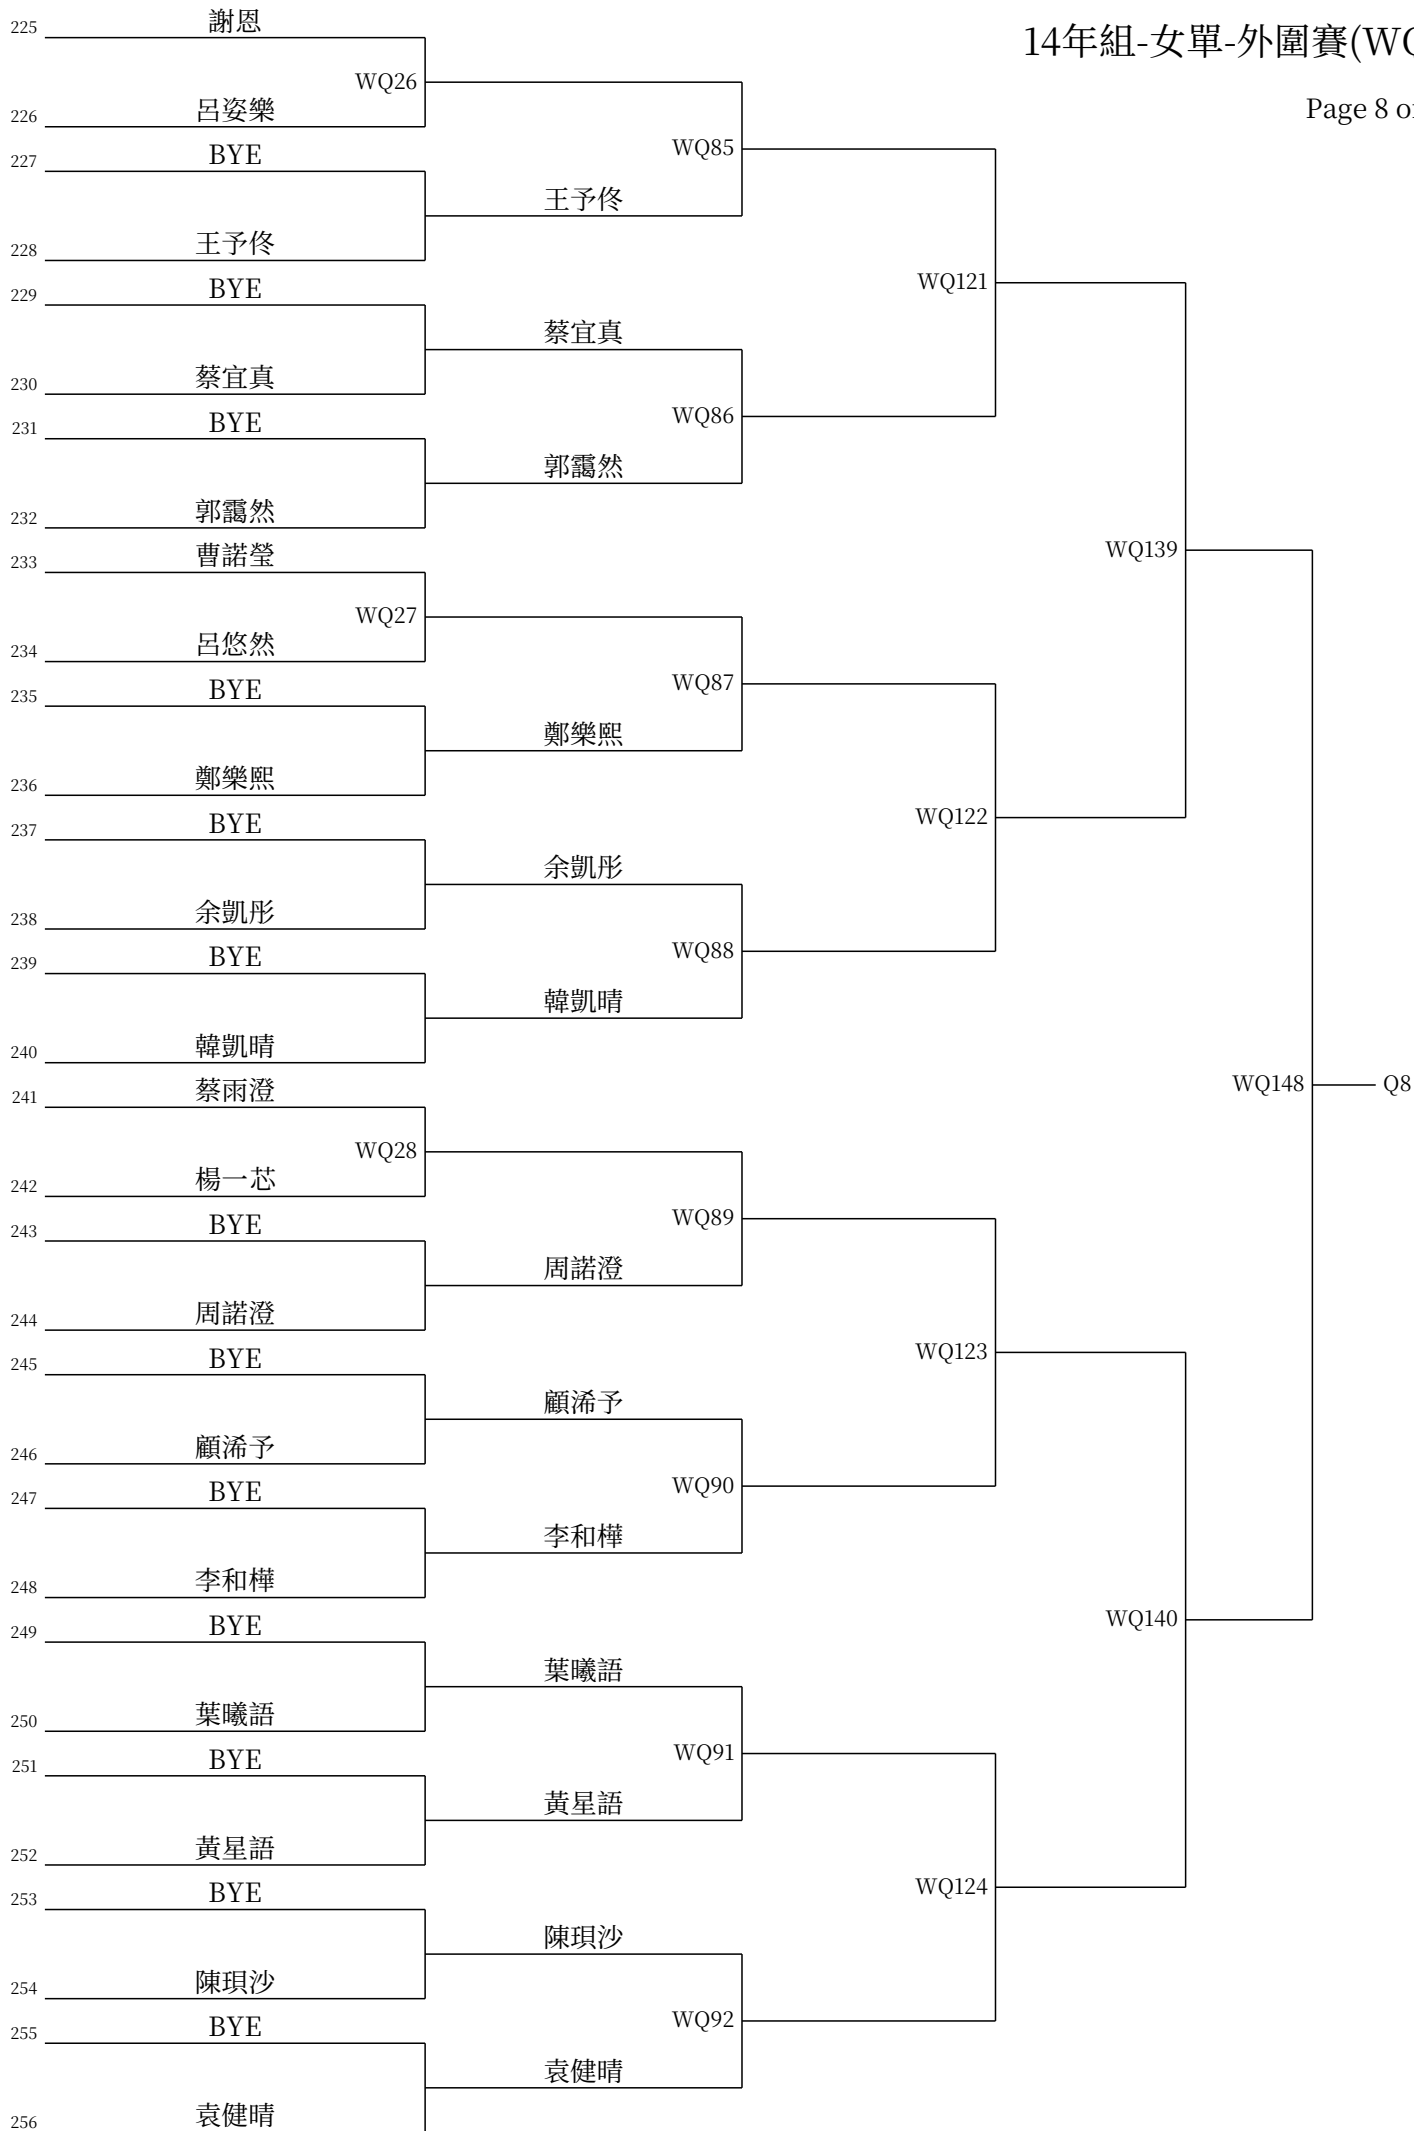 14年組-女單-外圍賽(WQ
Page 8 of
225 謝恩
WQ26
226 呂姿樂
227 BYE
WQ85
王予佟
228 王予佟
WQ121
229 BYE
蔡宜真
230 蔡宜真
WQ86
231 BYE
郭靄然
232 郭靄然
WQ139
233 曹諾瑩
WQ27
234 呂悠然
WQ87
235 BYE
鄭樂熙
236 鄭樂熙
WQ122
237 BYE
余凱彤
238 余凱彤
WQ88
239 BYE
韓凱晴
240 韓凱晴
WQ148 Q8
241 蔡雨澄
WQ28
242 楊一芯
WQ89
243 BYE
周諾澄
244 周諾澄
WQ123
245 BYE
顧浠予
246 顧浠予
WQ90
247 BYE
李和樺
248 李和樺
WQ140
249 BYE
葉曦語
250 葉曦語
WQ91
251 BYE
黃星語
252 黃星語
WQ124
253 BYE
陳珼沙
254 陳珼沙
WQ92
255 BYE
袁健晴
256 袁健晴